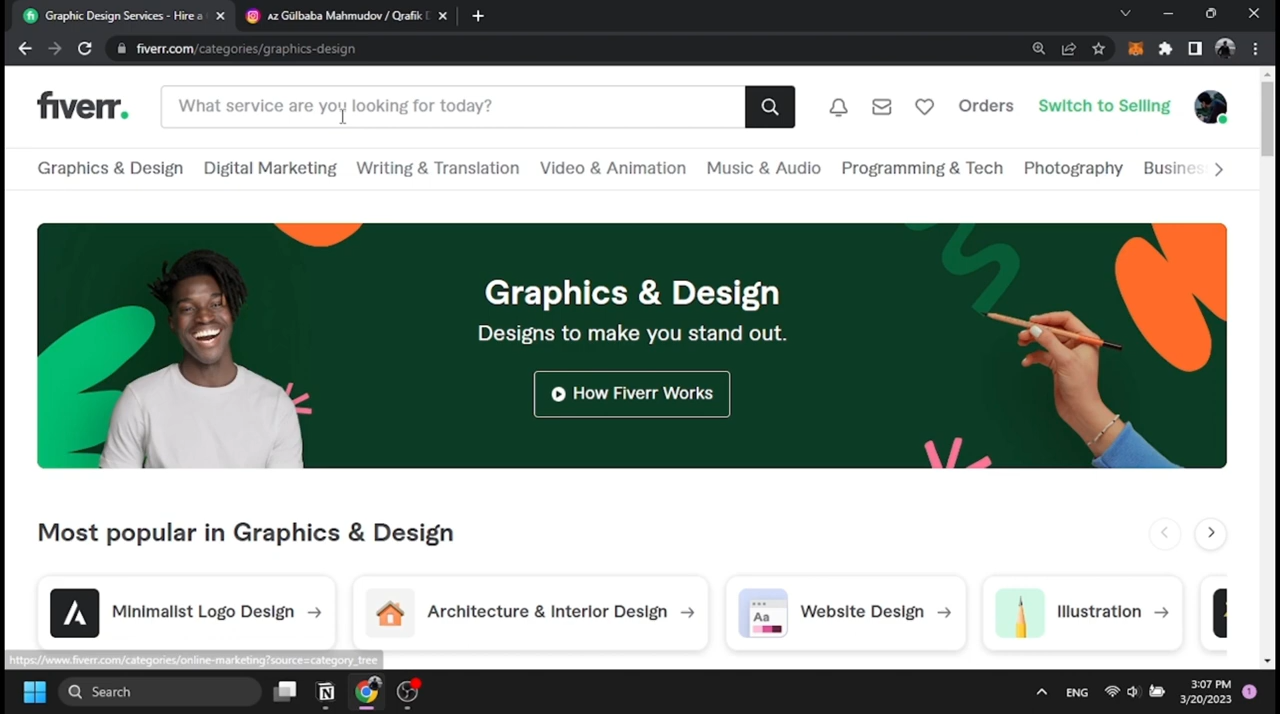 Graphic Design Services - Hire a
AZ Gülbaba Mahmudov / Qrafik D
fiverr.com/categories/graphics-design
fiverr.
What service are you looking for today?
Orders
Switch to Selling
Graphics & Design
Digital Marketing
Writing & Translation
Video & Animation
Music & Audio
Programming & Tech
Photography
Busines
Graphics & Design
Designs to make you stand out.
How Fiverr Works
Most popular in Graphics & Design
Minimalist Logo Design
Architecture & Interior Design
Aa
Website Design
Illustration
https://www.fiverr.com/categories/online-marketing?source=category_tree
Search
ENG
3:07 PM
3/20/2023
1